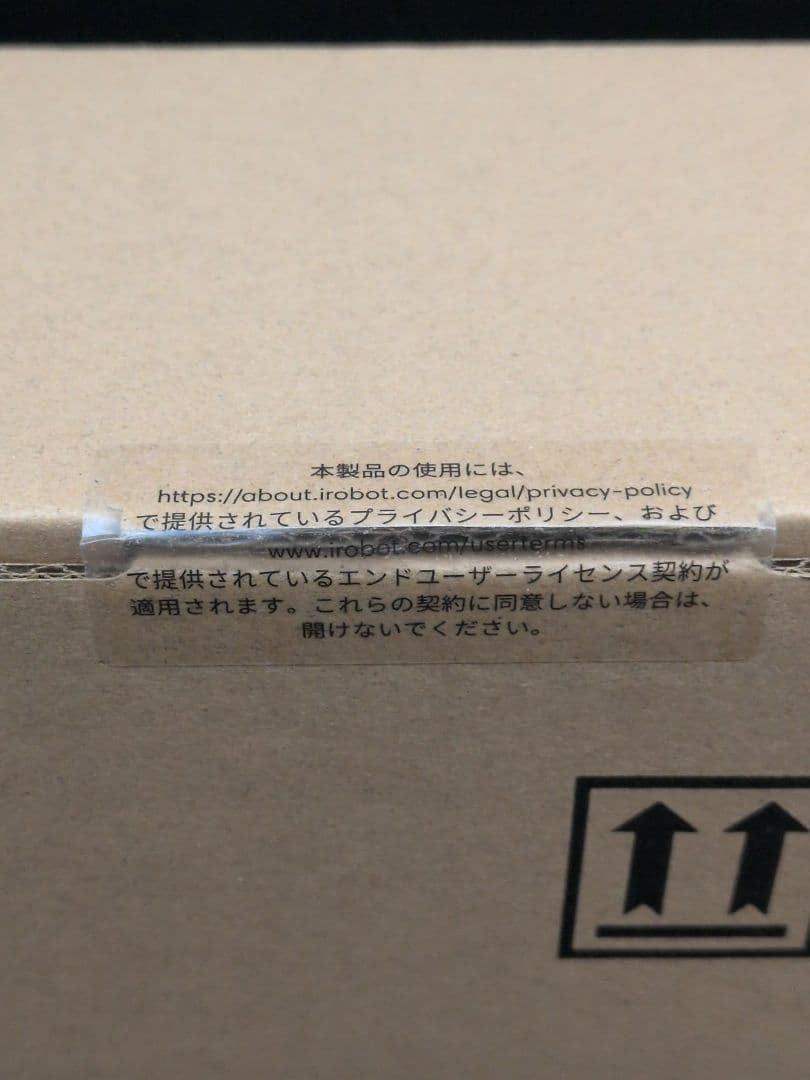 本製品の使用には、
https://about.irobot.com/legal/privacy-policy
で提供されているプライバシーポリシー、および
www.irobot.com/userterms
で提供されているエンドユーザーライセンス契約が
適用されます。これらの契約に同意しない場合は、
開けないでください。